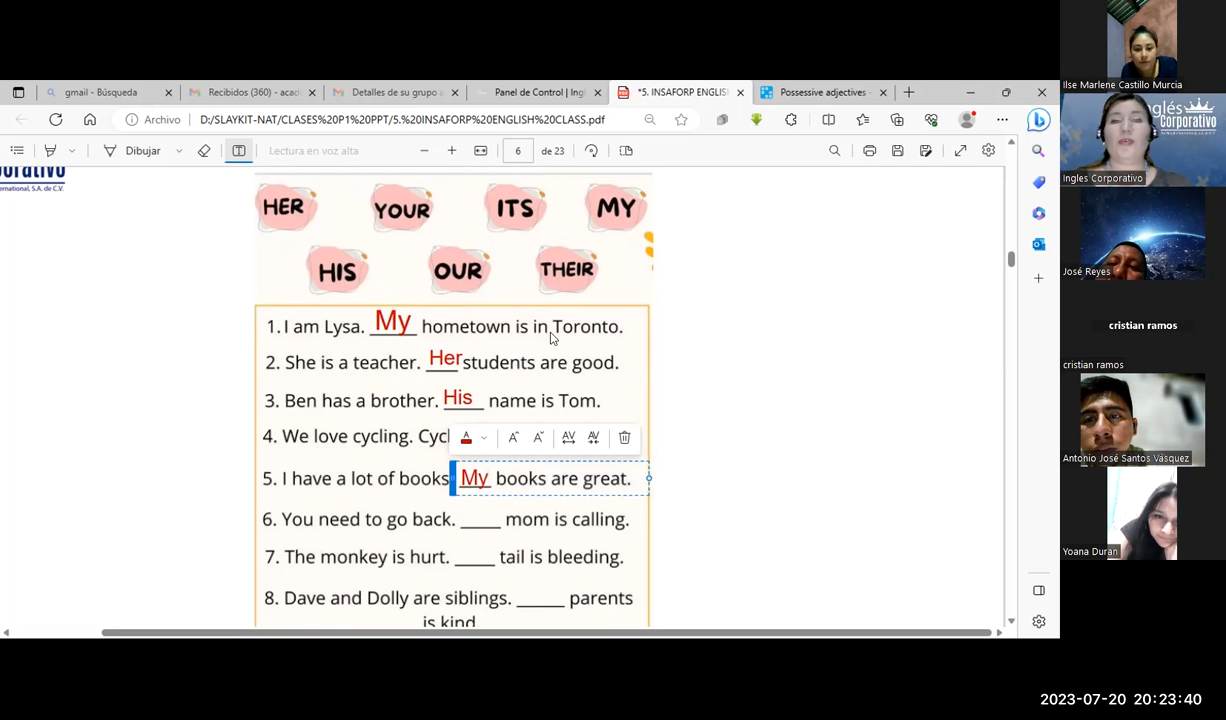 Ilse Marlene Castillo Murcia
gmail - Búsqueda
Recibidos (360) - acad
Detalles de su grupo e
Panel de Control | Ingl
*5. INSAFORP ENGLISH
Possessive adjectives -
Inglés
Corporativo
Ingles Corporativo
Archivo
D:/SLAYKIT-NAT/CLASES%20P1%20PPT/5.%20INSAFORP%20ENGLISH%20CLASS.pdf
Dibujar
Lectura en voz alta
6 de 23
HER YOUR ITS MY
HIS OUR THEIR
1. I am Lysa. My hometown is in Toronto.
2. She is a teacher. Her students are good.
3. Ben has a brother. His name is Tom.
4. We love cycling. Cycl
5. I have a lot of books My books are great.
6. You need to go back. _____ mom is calling.
7. The monkey is hurt. _____ tail is bleeding.
8. Dave and Dolly are siblings. ______ parents
is kind
José Reyes
cristian ramos
cristian ramos
Antonio José Santos Vásquez
Yoana Duran
2023-07-20 20:23:40